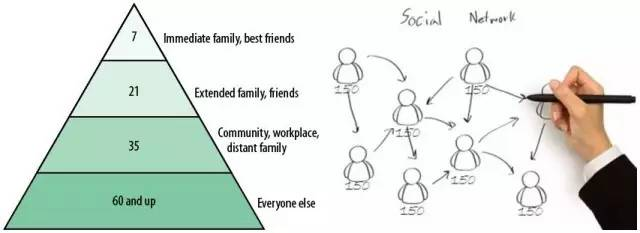 7
Immediate family, best friends
21
Extended family, friends
35
Community, workplace,
distant family
60 and up
Everyone else
Social Network
150
150
150
150
150
150
150